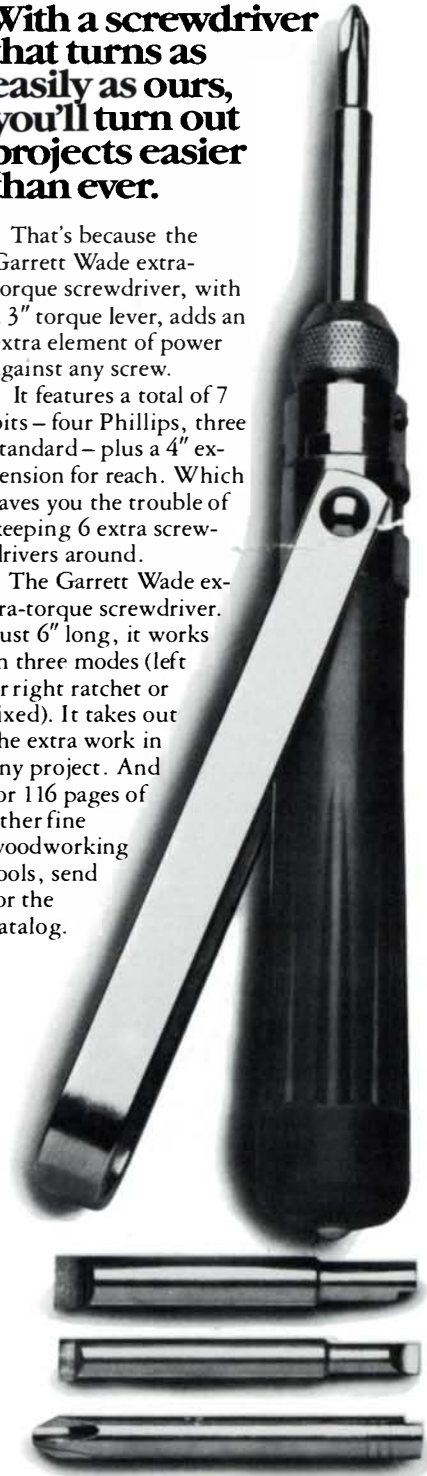 With a screwdriver
that turns as
easily as ours,
you'll turn out
projects easier
than ever.
That's because the
Garrett Wade extra-
orque screwdriver, with
3″ torque lever, adds an
extra element of power
gainst any screw.
It features a total of 7
bits – four Phillips, three
tandard – plus a 4″ ex-
ension for reach. Which
aves you the trouble of
keeping 6 extra screw-
drivers around.
The Garrett Wade ex-
ra-torque screwdriver.
ust 6″ long, it works
n three modes (left
r right ratchet or
ixed). It takes out
he extra work in
ny project. And
or 116 pages of
ther fine
woodworking
ools, send
or the
atalog.